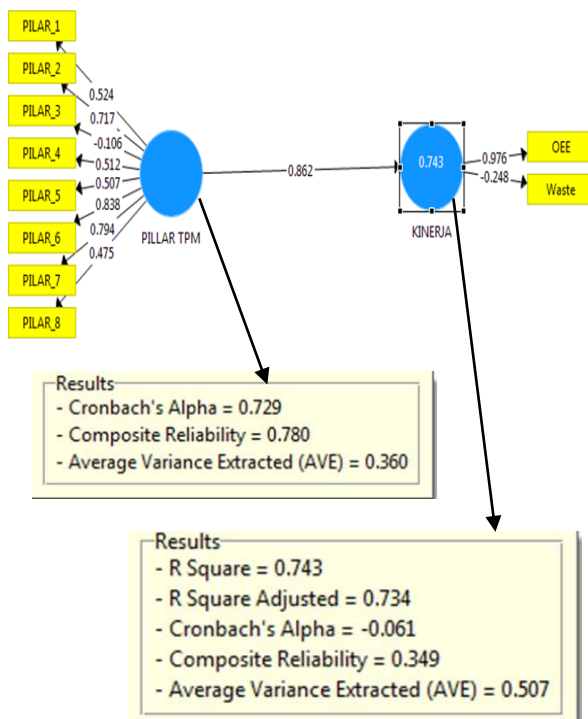 PILAR_1
PILAR_2
PILAR_3
PILAR_4
PILAR_5
PILAR_6
PILAR_7
PILAR_8
0.524
0.717
-0.106
0.512
0.507
0.838
0.794
0.475
PILLAR TPM
0.862
0.743
KINERJA
0.976
-0.248
OEE
Waste
Results
- Cronbach's Alpha = 0.729
- Composite Reliability = 0.780
- Average Variance Extracted (AVE) = 0.360
Results
- R Square = 0.743
- R Square Adjusted = 0.734
- Cronbach's Alpha = -0.061
- Composite Reliability = 0.349
- Average Variance Extracted (AVE) = 0.507